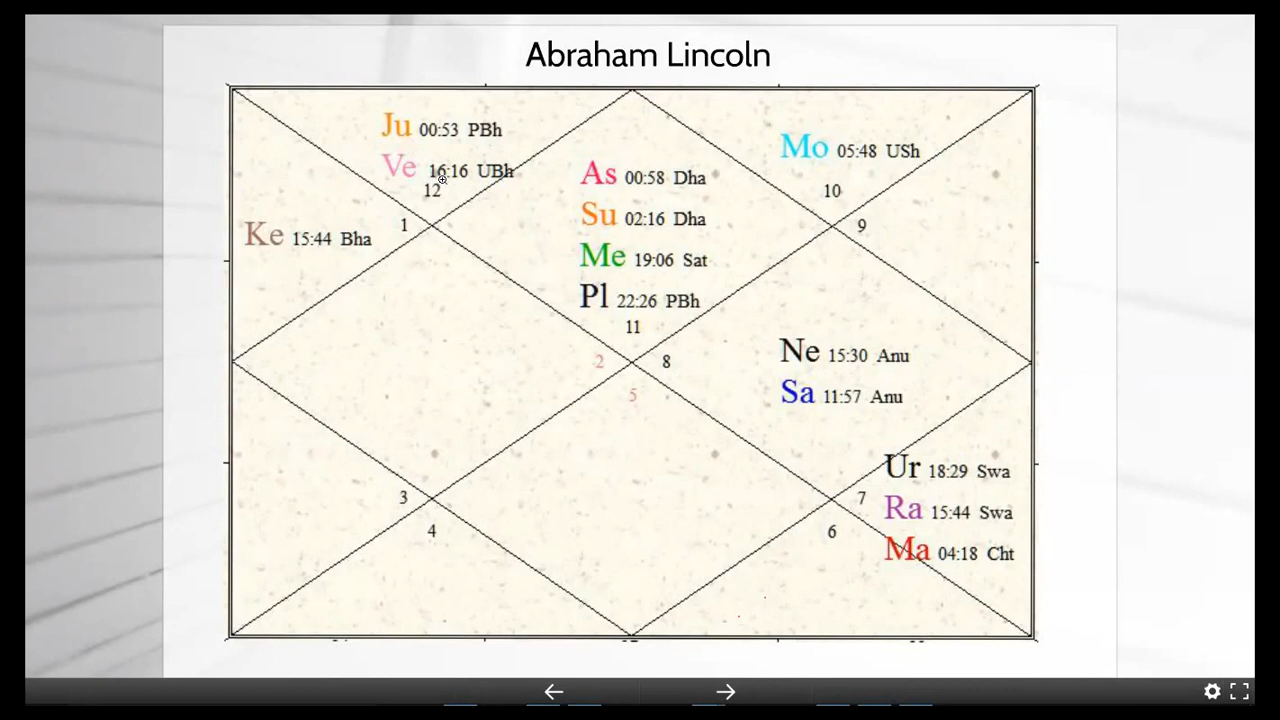 Abraham Lincoln
Ju 00:53 PBh
Ve 16:16 UBh
12
As 00:58 Dha
Su 02:16 Dha
Me 19:06 Sat
Pl 22:26 PBh
11
Mo 05:48 USh
10
1
9
Ke 15:44 Bha
2
8
5
Ne 15:30 Anu
Sa 11:57 Anu
Ur 18:29 Swa
Ra 15:44 Swa
Ma 04:18 Cht
3
7
4
6